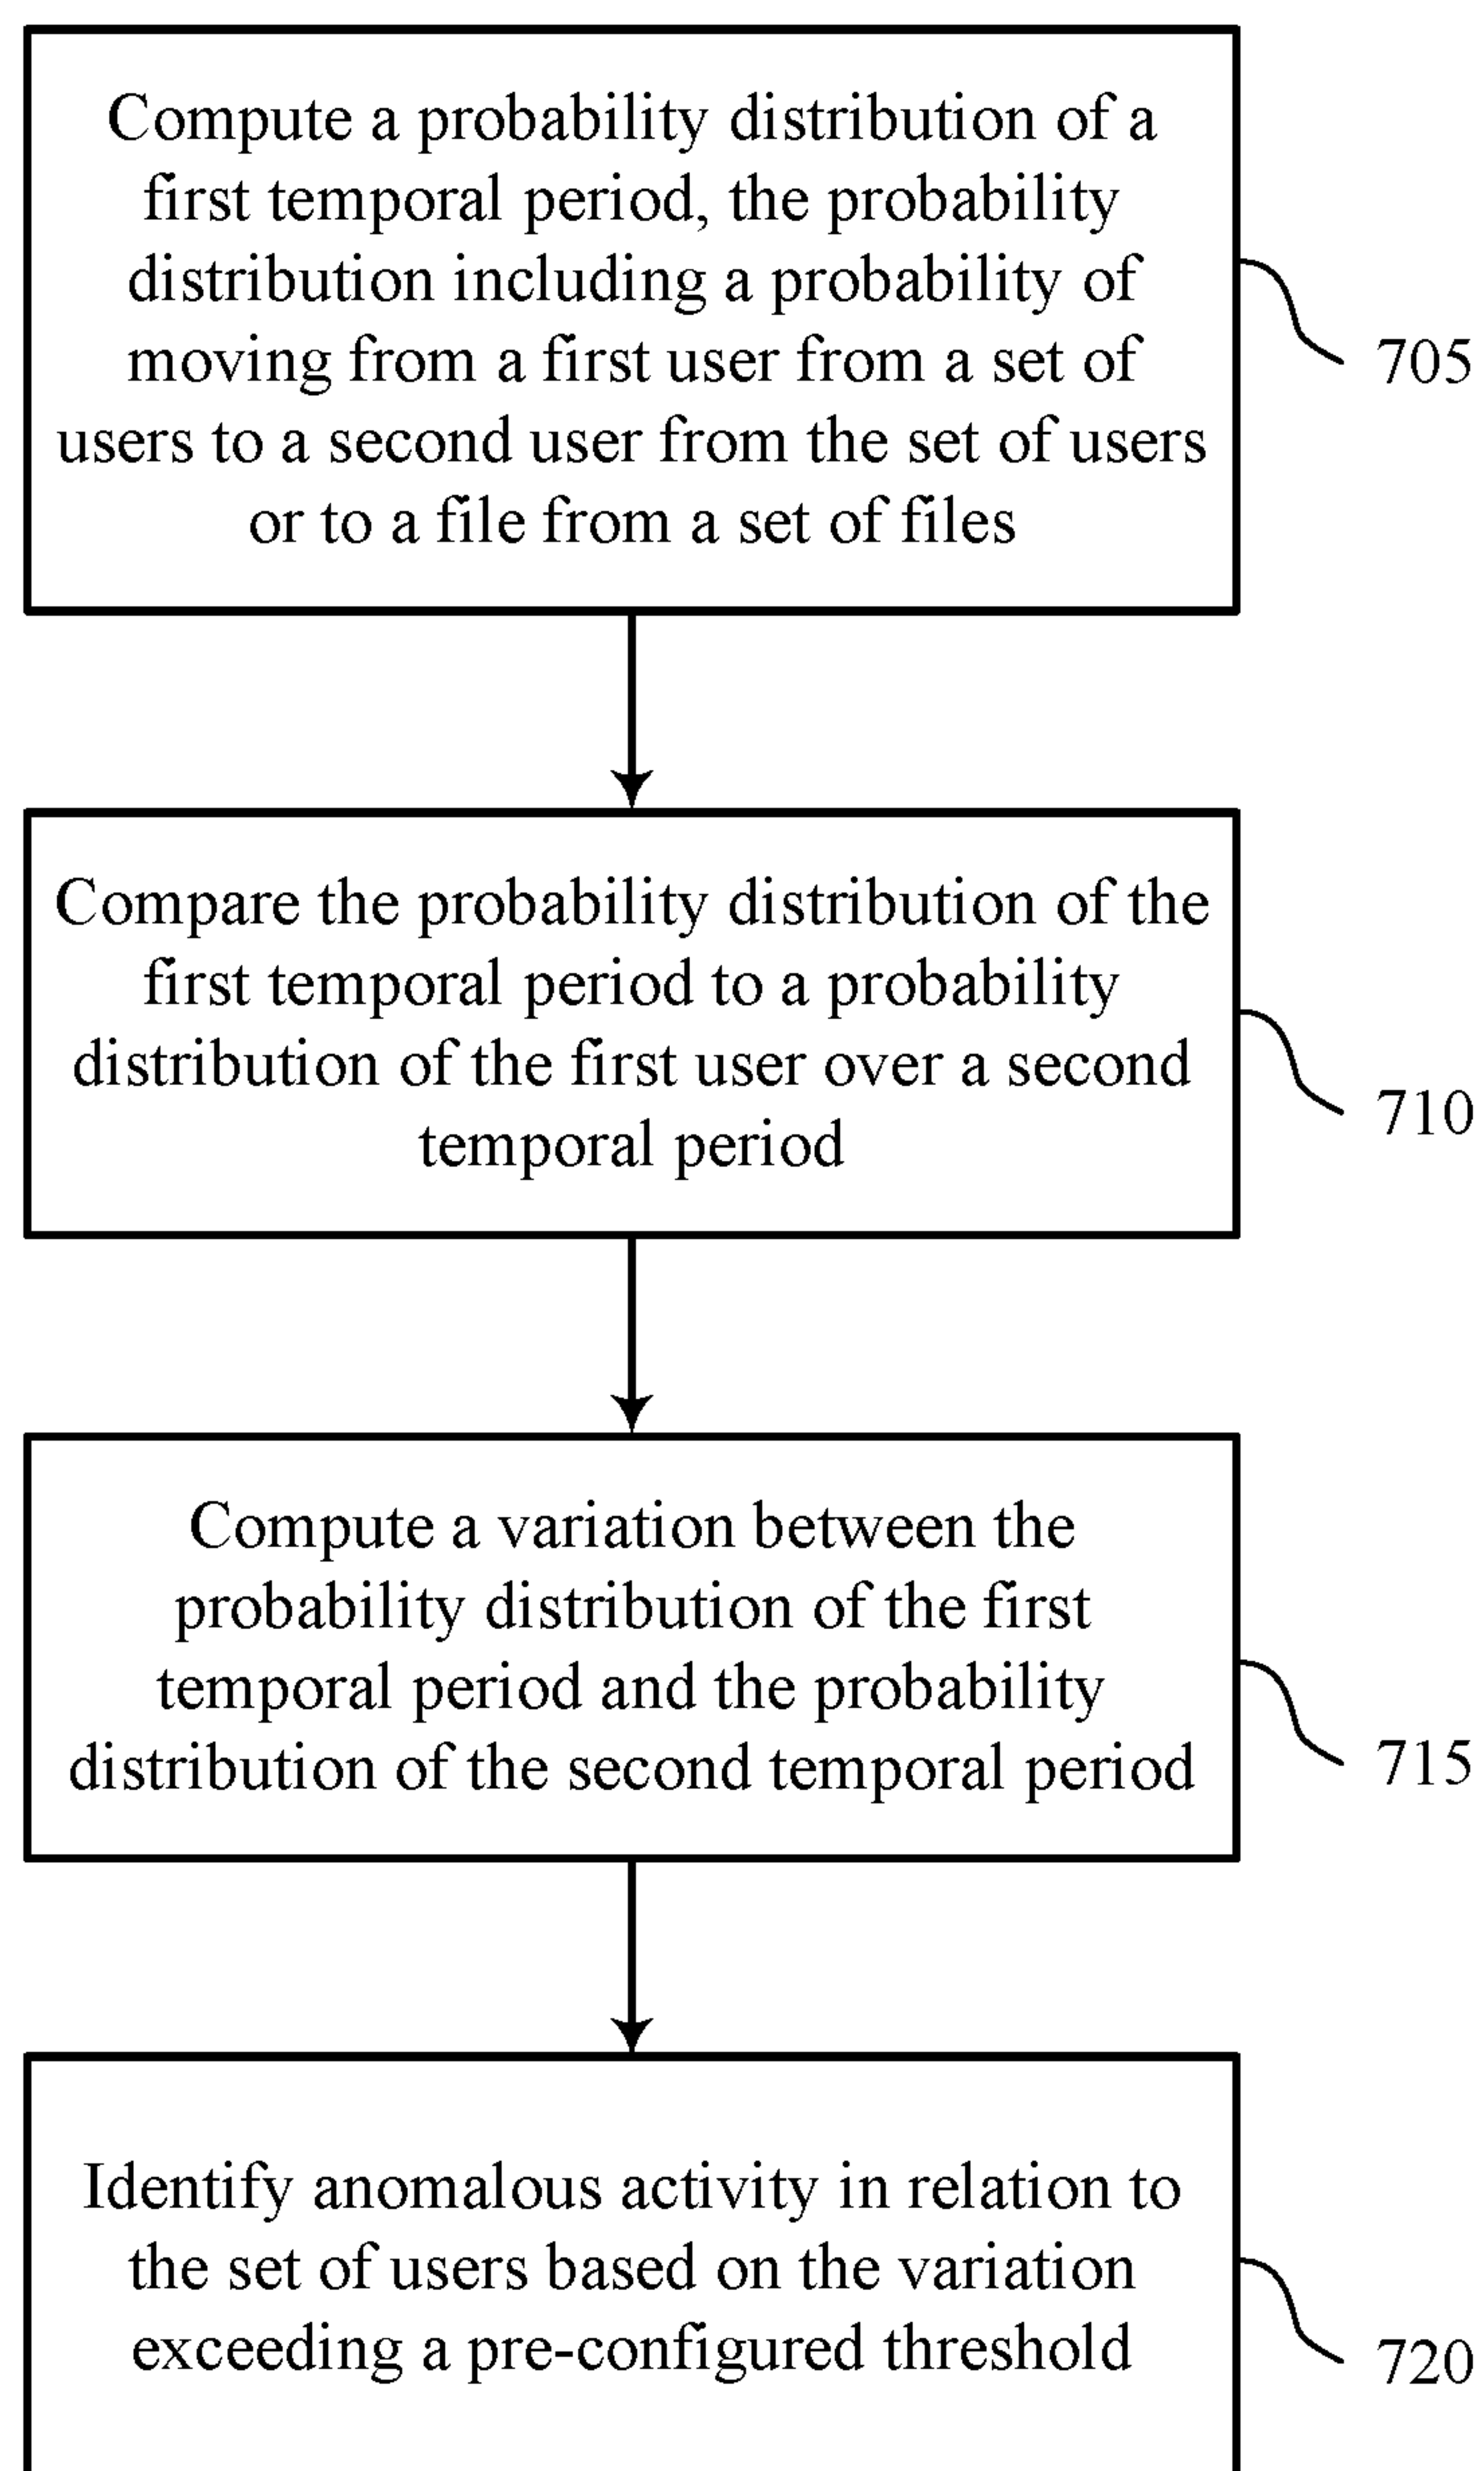 Compute a probability distribution of a
first temporal period, the probability
distribution including a probability of
moving from a first user from a set of
users to a second user from the set of users
or to a file from a set of files
705
Compare the probability distribution of the
first temporal period to a probability
distribution of the first user over a second
temporal period
710
Compute a variation between the
probability distribution of the first
temporal period and the probability
distribution of the second temporal period
715
Identify anomalous activity in relation to
the set of users based on the variation
exceeding a pre-configured threshold
720